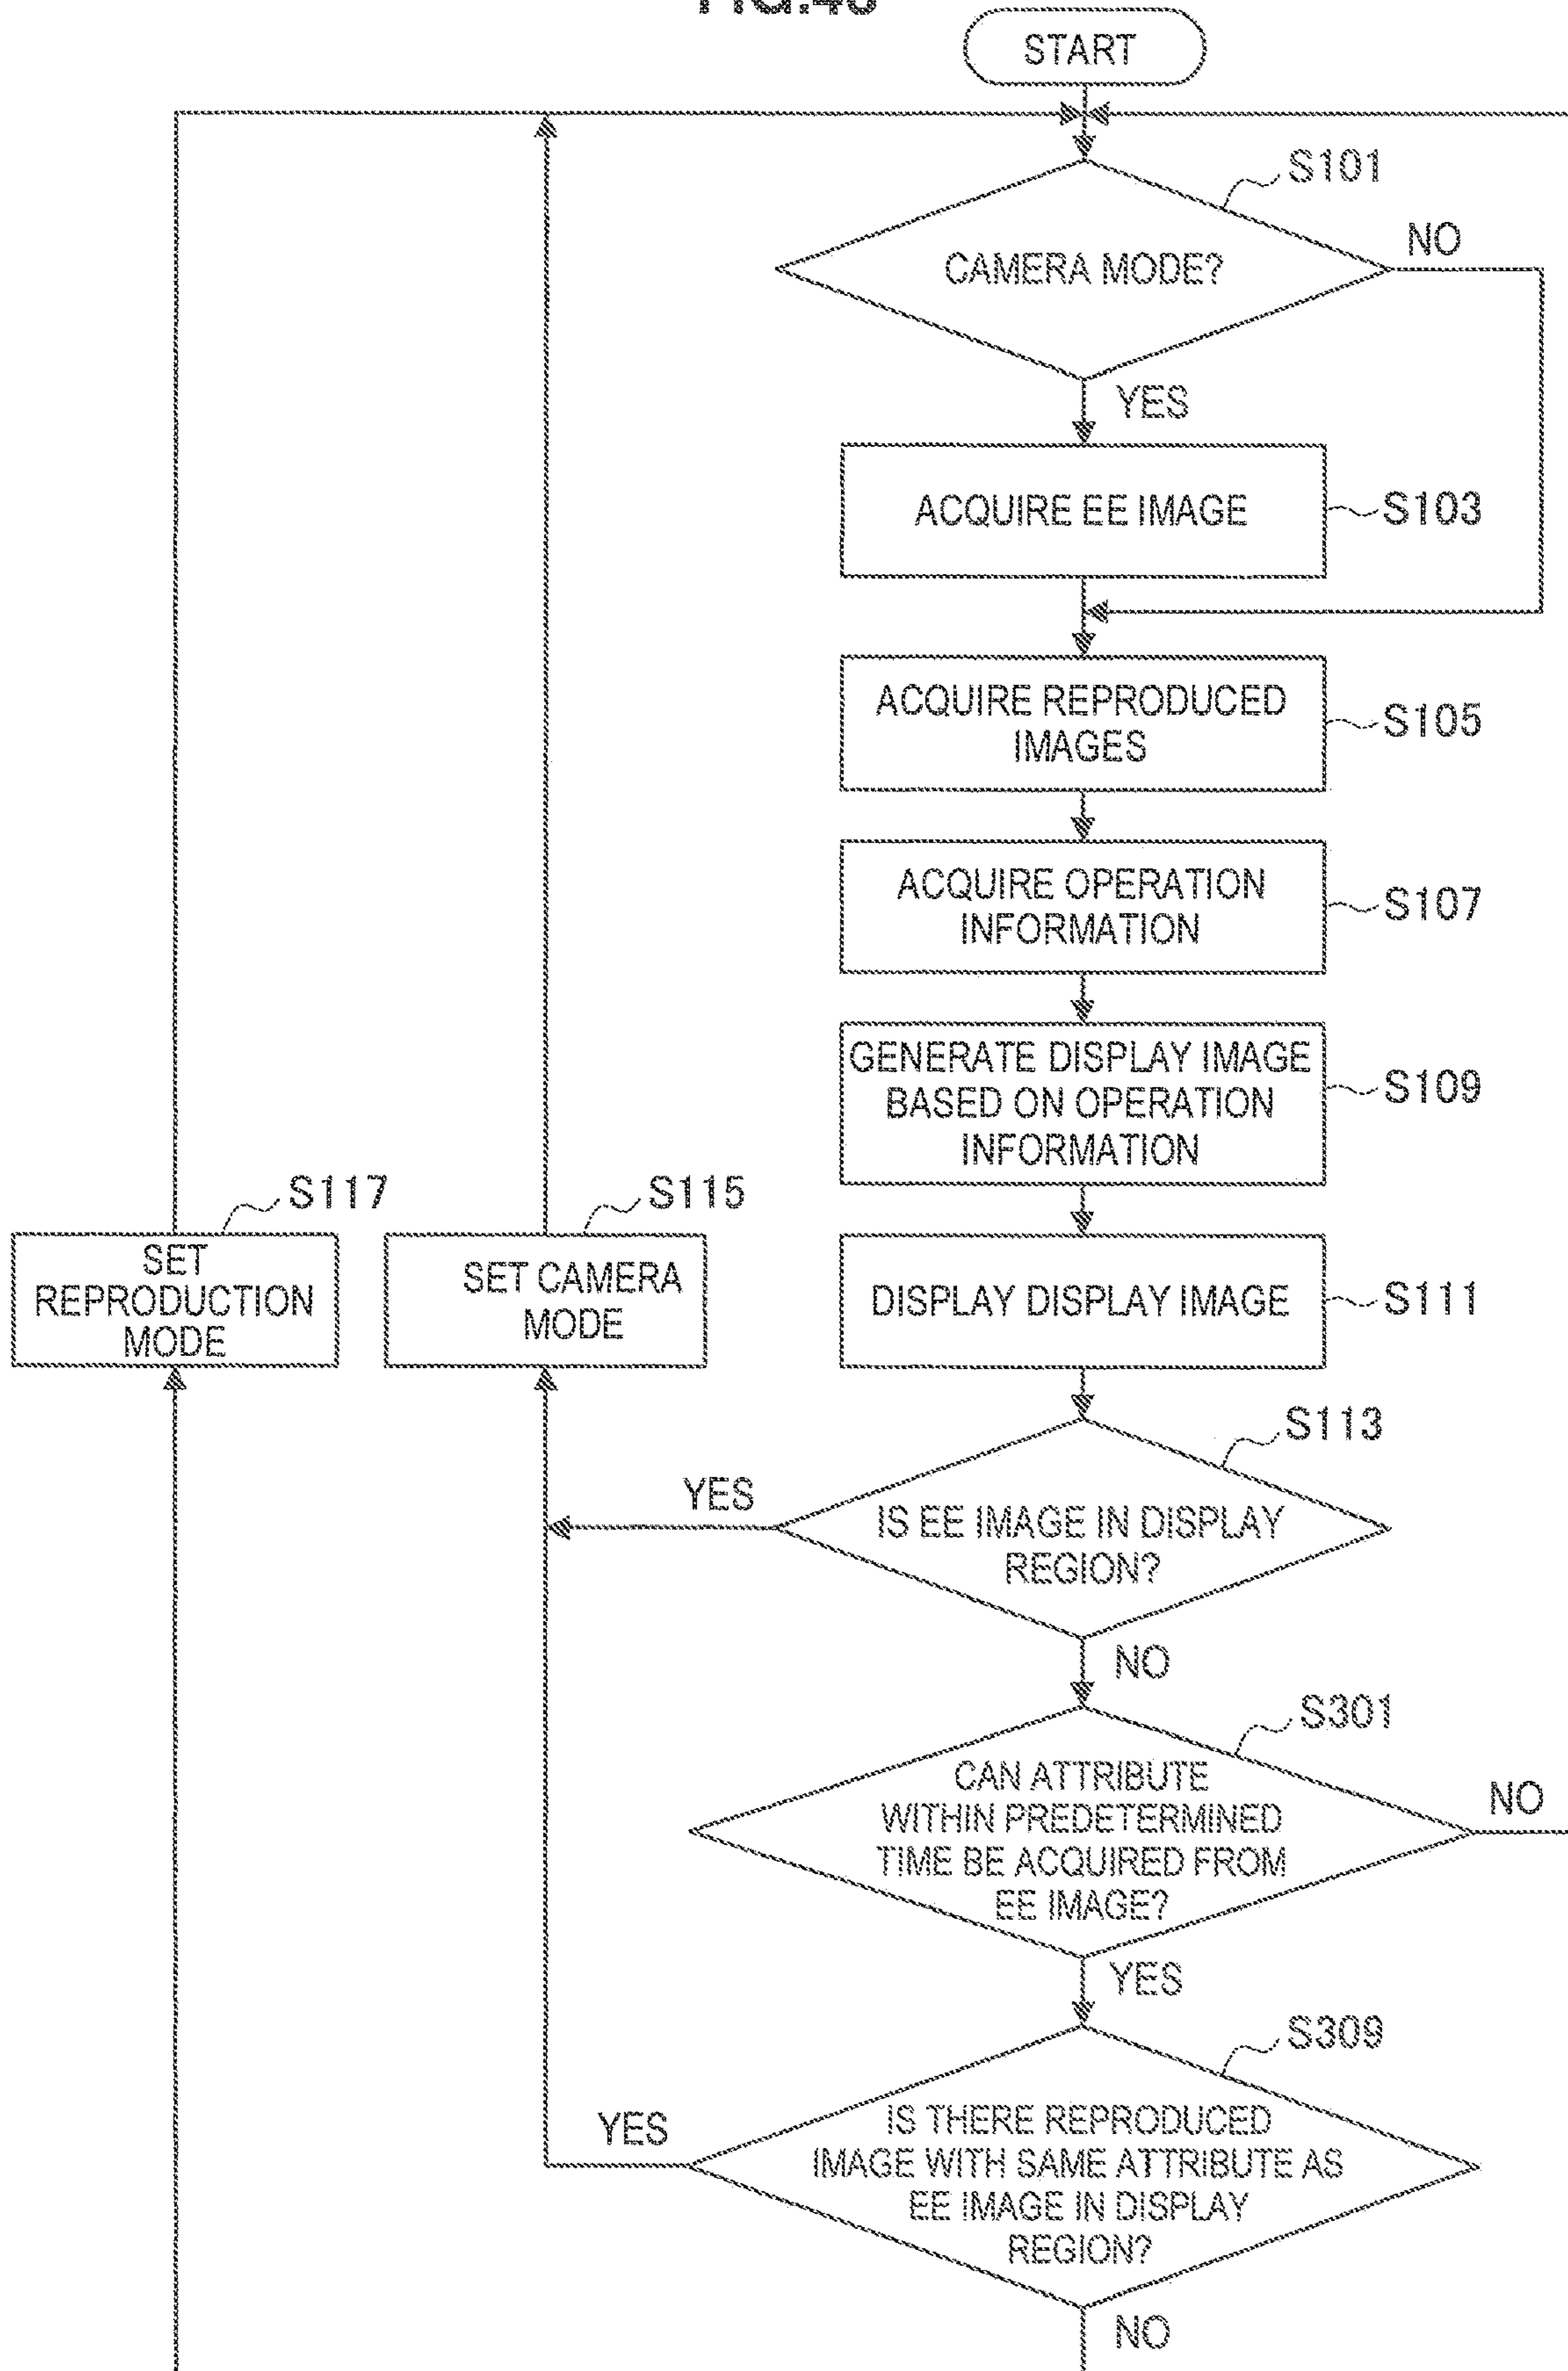 START
S101
CAMERA MODE?
NO
YES
ACQUIRE EE IMAGE
S103
ACQUIRE REPRODUCED
IMAGES
S105
ACQUIRE OPERATION
INFORMATION
S107
GENERATE DISPLAY IMAGE
BASED ON OPERATION
INFORMATION
S109
S117
SET
REPRODUCTION
MODE
S115
SET CAMERA
MODE
DISPLAY DISPLAY IMAGE
S111
S113
YES
IS EE IMAGE IN DISPLAY
REGION?
NO
S301
CAN ATTRIBUTE
WITHIN PREDETERMINED
TIME BE ACQUIRED FROM
EE IMAGE?
NO
YES
S309
YES
IS THERE REPRODUCED
IMAGE WITH SAME ATTRIBUTE AS
EE IMAGE IN DISPLAY
REGION?
NO